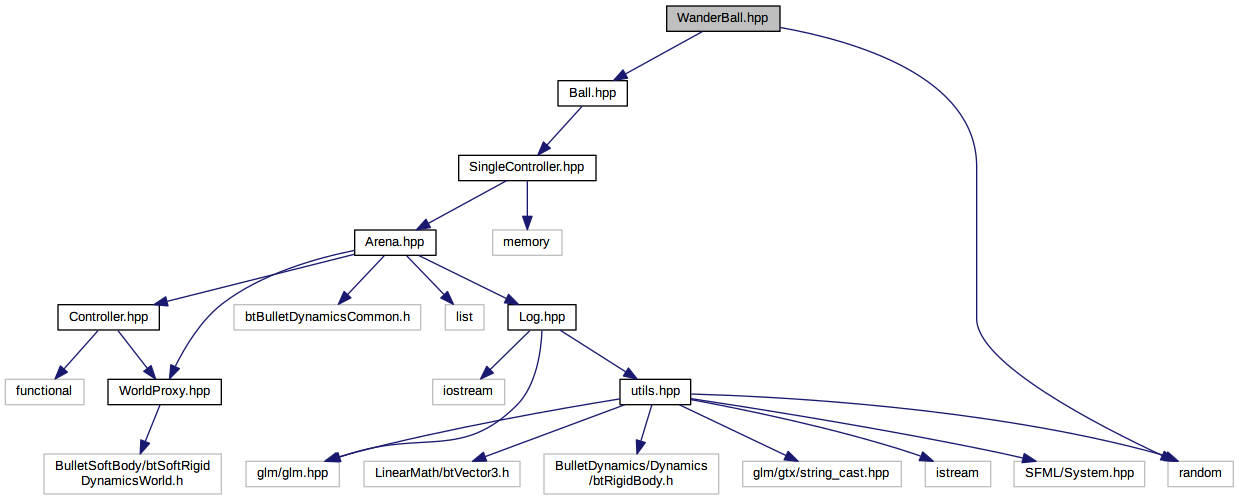 WanderBall.hpp
Ball.hpp
SingleController.hpp
Arena.hpp
memory
Controller.hpp
btBulletDynamicsCommon.h
list
Log.hpp
functional
WorldProxy.hpp
iostream
utils.hpp
BulletSoftBody/btSoftRigid
DynamicsWorld.h
glm/glm.hpp
LinearMath/btVector3.h
BulletDynamics/Dynamics
/btRigidBody.h
glm/gtx/string_cast.hpp
istream
SFML/System.hpp
random